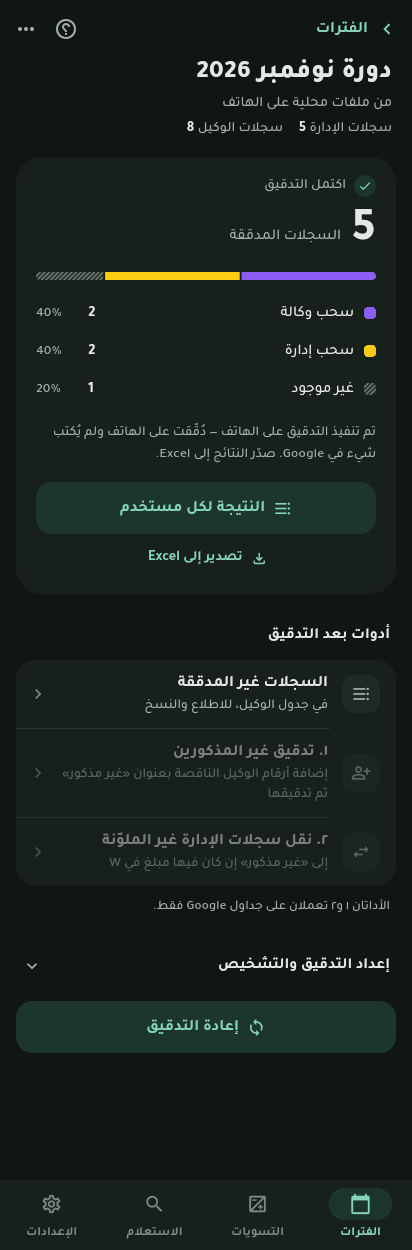 الفترات
دورة نوفمبر 2026
من ملفات محلية على الهاتف
سجلات الإدارة 5 سجلات الوكيل 8
اكتمل التدقيق
5 السجلات المدققة
سحب وكالة 2 40%
سحب إدارة 2 40%
غير موجود 1 20%
تم تنفيذ التدقيق على الهاتف — دُقّقت على الهاتف ولم يُكتب
شيء في Google. صدّر النتائج إلى Excel.
النتيجة لكل مستخدم
تصدير إلى Excel
أدوات بعد التدقيق
السجلات غير المدققة
في جدول الوكيل، للاطلاع والنسخ
١. تدقيق غير المذكورين
إضافة أرقام الوكيل الناقصة بعنوان «غير مذكور»
ثم تدقيقها
٢. نقل سجلات الإدارة غير الملوّنة
إلى «غير مذكور» إن كان فيها مبلغ في W
الأداتان ١ و٢ تعملان على جداول Google فقط.
إعداد التدقيق والتشخيص
إعادة التدقيق
الفترات
التسويات
الاستعلام
الإعدادات